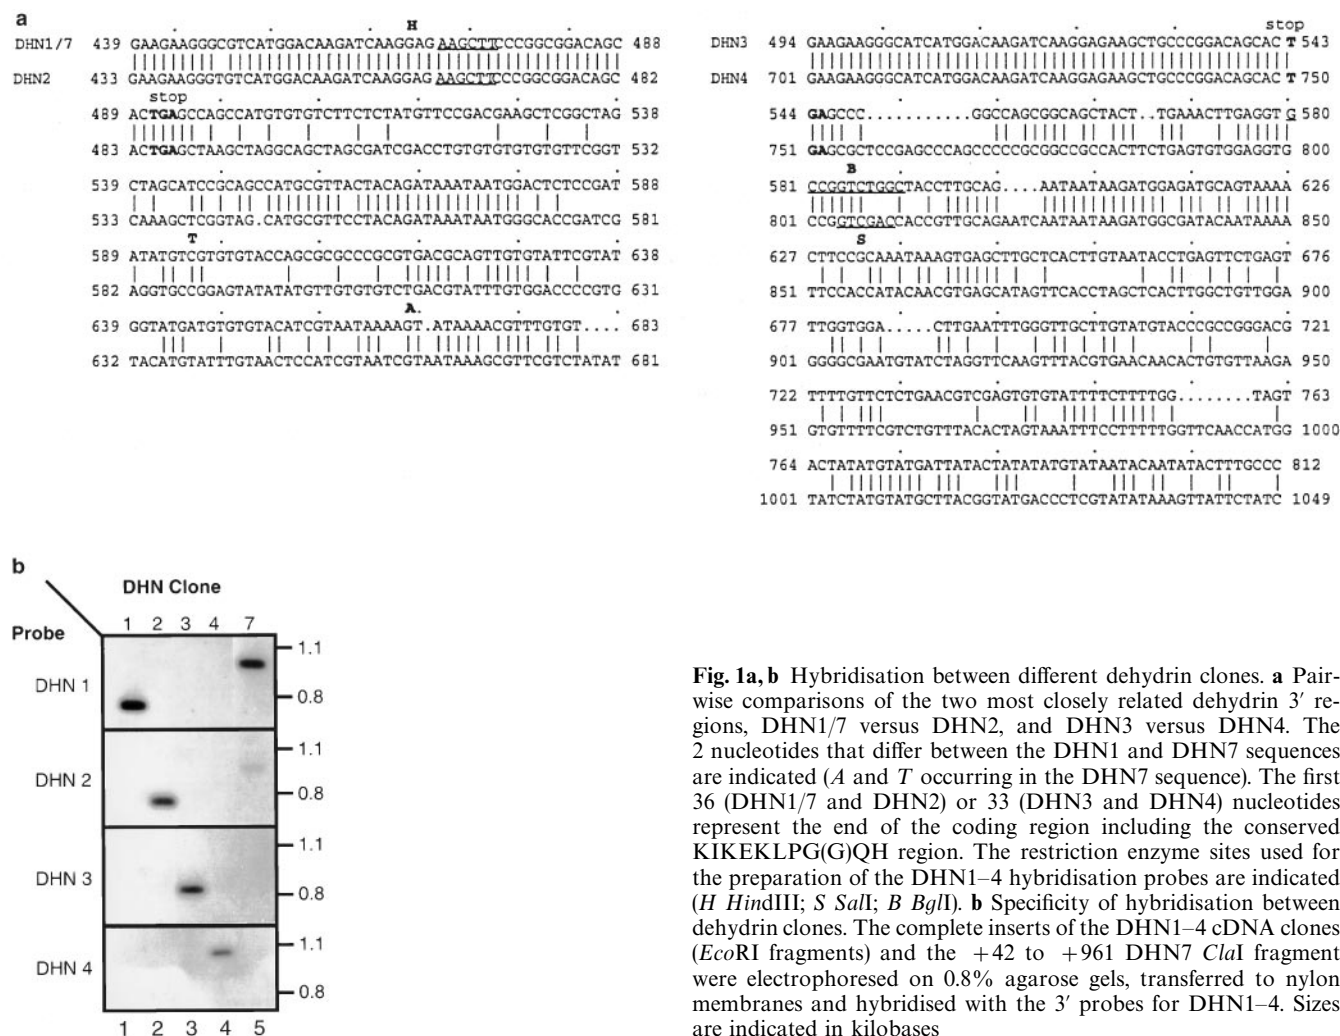 a
H
DHN1/7 439 GAAGAAGGGCGTCATGGACAAGATCAAGGAGAAGCTTCCCGGCGGACAGC 488
DHN2 433 GAAGAAGGGTGTCATGGACAAGATCAAGGAGAAGCTTCCCGGCGGACAGC 482
stop
489 ACTGAGCCAGCCATGTGTGTCTTCTCTATGTTCCGACGAAGCTCGGCTAG 538
483 ACTGAGCTAAGCTAGGCAGCTAGCGATCGACCTGTGTGTGTGTGTTCGGT 532
539 CTAGCATCCGCAGCCATGCGTTACTACAGATAAATAATGGACTCTCCGAT 588
533 CAAAGCTCGGTAG.CATGCGTTCCTACAGATAAATAATGGGCACCGATCG 581
T
589 ATATGTCGTGTGTACCAGCGCGCCCGCGTGACGCAGTTGTGTATTCGTAT 638
582 AGGTGCCGGAGTATATATGTTGTGTGTCTGACGTATTTGTGGACCCCGTG 631
A
639 GGTATGATGTGTGTACATCGTAATAAAAGT.ATAAAACGTTTGTGT.... 683
632 TACATGTATTTGTAACTCCATCGTAATCGTAATAAAGCGTTCGTCTATAT 681
stop
DHN3 494 GAAGAAGGGCATCATGGACAAGATCAAGGAGAAGCTGCCCGGACAGCACT 543
DHN4 701 GAAGAAGGGCATCATGGACAAGATCAAGGAGAAGCTGCCCGGACAGCACT 750
544 GAGCCC...........GGCCAGCGGCAGCTACT..TGAAACTTGAGGTG 580
751 GAGCGCTCCGAGCCCAGCCCCCGCGGCCGCCACTTCTGAGTGTGGAGGTG 800
B
581 CCGGTCTGGCTACCTTGCAG....AATAATAAGATGGAGATGCAGTAAAA 626
801 CCGGTCGACCACCGTTGCAGAATCAATAATAAGATGGCGATACAATAAAA 850
S
627 CTTCCGCAAATAAAGTGAGCTTGCTCACTTGTAATACCTGAGTTCTGAGT 676
851 TTCCACCATACAACGTGAGCATAGTTCACCTAGCTCACTTGGCTGTTGGA 900
677 TTGGTGGA.....CTTGAATTTGGGTTGCTTGTATGTACCCGCCGGGACG 721
901 GGGGCGAATGTATCTAGGTTCAAGTTTACGTGAACAACACTGTGTTAAGA 950
722 TTTTGTTCTCTGAACGTCGAGTGTGTATTTTCTTTTGG........TAGT 763
951 GTGTTTTCGTCTGTTTACACTAGTAAATTTCCTTTTTGGTTCAACCATGG 1000
764 ACTATATGTATGATTATACTATATATGTATAATACAATATACTTTGCCC 812
1001 TATCTATGTATGCTTACGGTATGACCCTCGTATATATAAAGTTATTCTATC 1049
b
DHN Clone
Probe
1 2 3 4 7
DHN 1
1.1
0.8
DHN 2
1.1
0.8
DHN 3
1.1
0.8
DHN 4
1.1
0.8
1 2 3 4 5
Fig. 1a, b Hybridisation between different dehydrin clones. a Pair-
wise comparisons of the two most closely related dehydrin 3′ re-
gions, DHN1/7 versus DHN2, and DHN3 versus DHN4. The
2 nucleotides that differ between the DHN1 and DHN7 sequences
are indicated (A and T occurring in the DHN7 sequence). The first
36 (DHN1/7 and DHN2) or 33 (DHN3 and DHN4) nucleotides
represent the end of the coding region including the conserved
KIKEKLPG(G)QH region. The restriction enzyme sites used for
the preparation of the DHN1–4 hybridisation probes are indicated
(H HindIII; S SalI; B BglI). b Specificity of hybridisation between
dehydrin clones. The complete inserts of the DHN1–4 cDNA clones
(EcoRI fragments) and the +42 to +961 DHN7 ClaI fragment
were electrophoresed on 0.8% agarose gels, transferred to nylon
membranes and hybridised with the 3′ probes for DHN1–4. Sizes
are indicated in kilobases